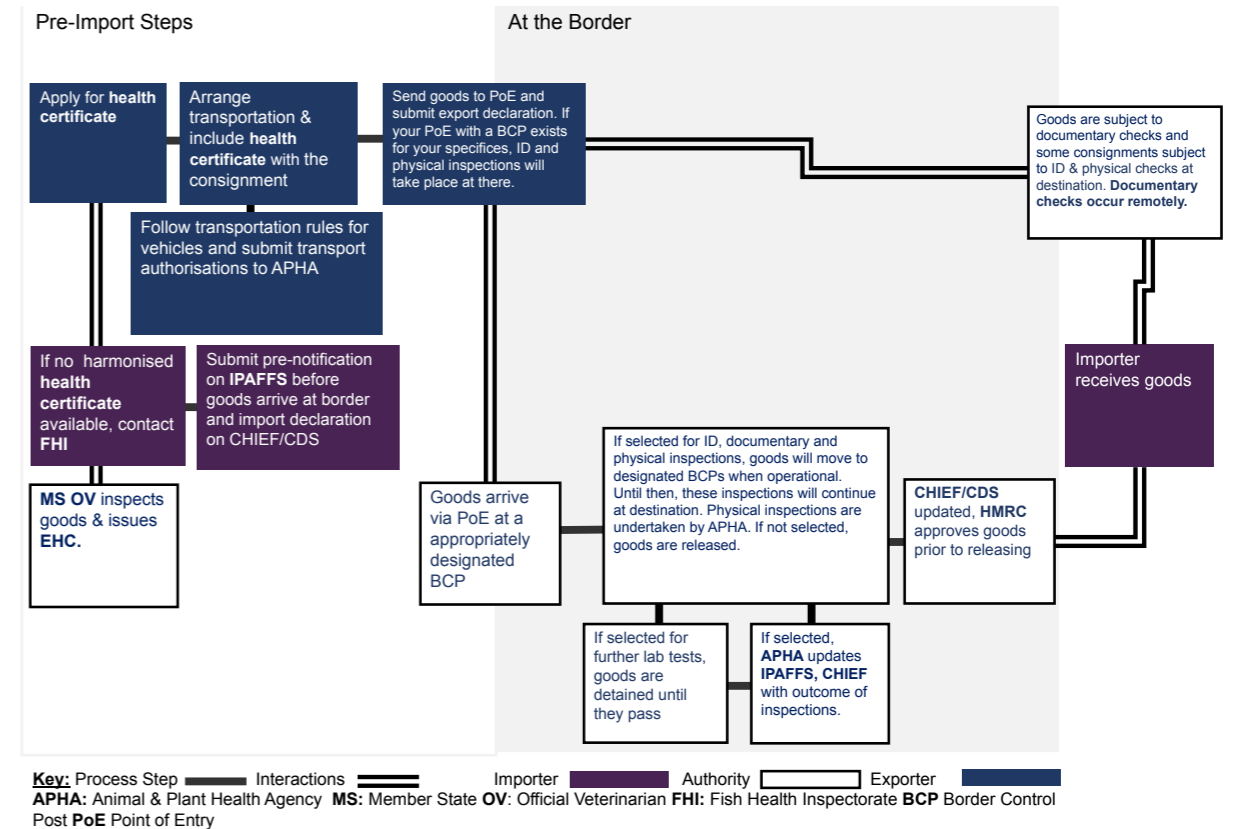 Pre-Import Steps
At the Border
Apply for health
certificate
Arrange
transportation &
include health
certificate with the
consignment
Send goods to PoE and
submit export declaration. If
your PoE with a BCP exists
for your specifices, ID and
physical inspections will
take place at there.
Goods are subject to
documentary checks and
some consignments subject
to ID & physical checks at
destination. Documentary
checks occur remotely.
Follow transportation rules for
vehicles and submit transport
authorisations to APHA
If no harmonised
health
certificate
available, contact
FHI
Submit pre-notification
on IPAFFS before
goods arrive at border
and import declaration
on CHIEF/CDS
Importer
receives goods
MS OV inspects
goods & issues
EHC.
Goods arrive
via PoE at a
appropriately
designated
BCP
If selected for ID, documentary and
physical inspections, goods will move to
designated BCPs when operational.
Until then, these inspections will continue
at destination. Physical inspections are
undertaken by APHA. If not selected,
goods are released.
CHIEF/CDS
updated, HMRC
approves goods
prior to releasing
If selected for
further lab tests,
goods are
detained until
they pass
If selected,
APHA updates
IPAFFS, CHIEF
with outcome of
inspections.
Key: Process Step Interactions Importer Authority Exporter
APHA: Animal & Plant Health Agency MS: Member State OV: Official Veterinarian FHI: Fish Health Inspectorate BCP Border Control
Post PoE Point of Entry